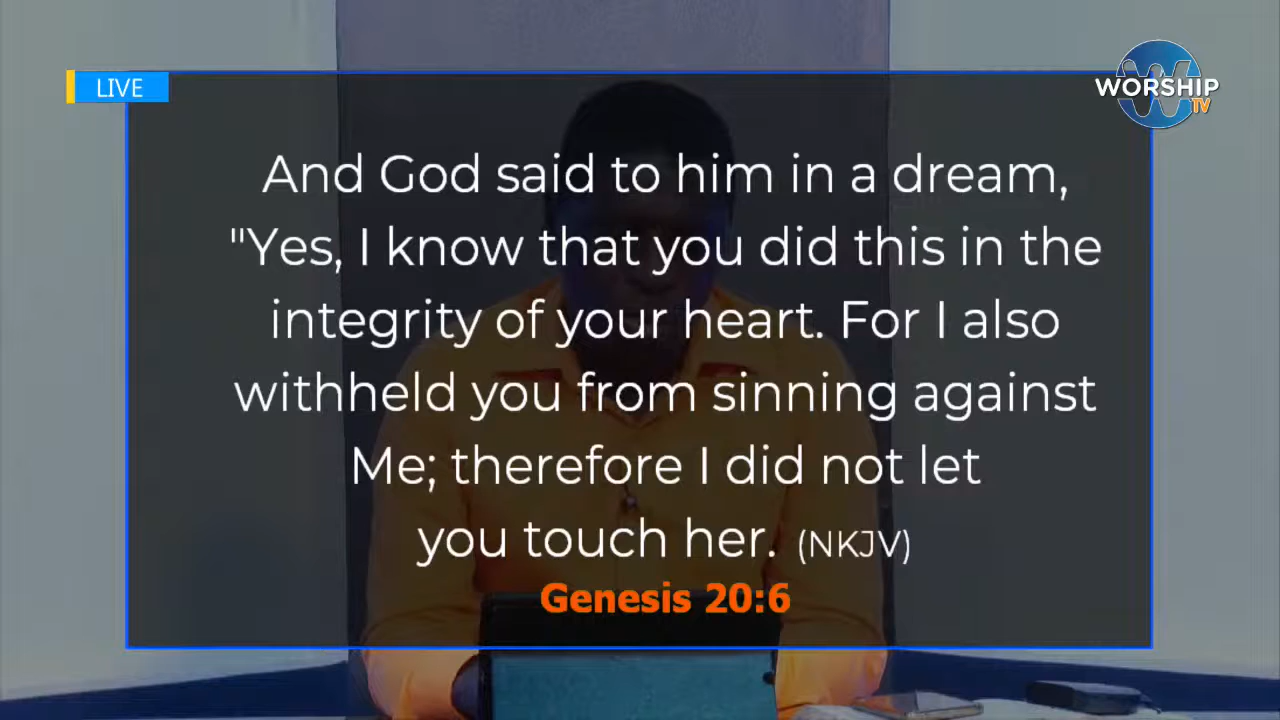 LIVE
WORSHIP
TV
And God said to him in a dream,
"Yes, I know that you did this in the
integrity of your heart. For I also
withheld you from sinning against
Me; therefore I did not let
you touch her. (NKJV)
Genesis 20:6